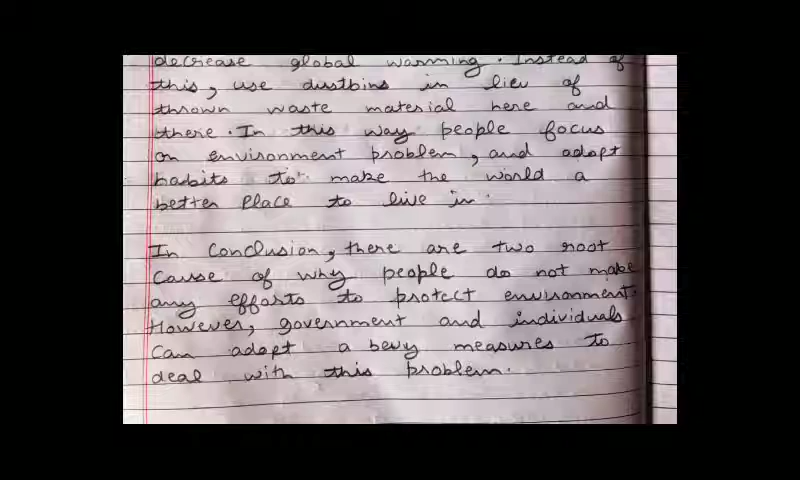 decrease global warming. Instead of
this, use dustbins in lieu of
thrown waste material here and
there. In this way people focus
on environment problem, and adopt
habits to make the world a
better place to live in.
In conclusion, there are two root
cause of why people do not make
any efforts to protect environment.
However, government and individuals
can adopt a bevy measures to
deal with this problem.